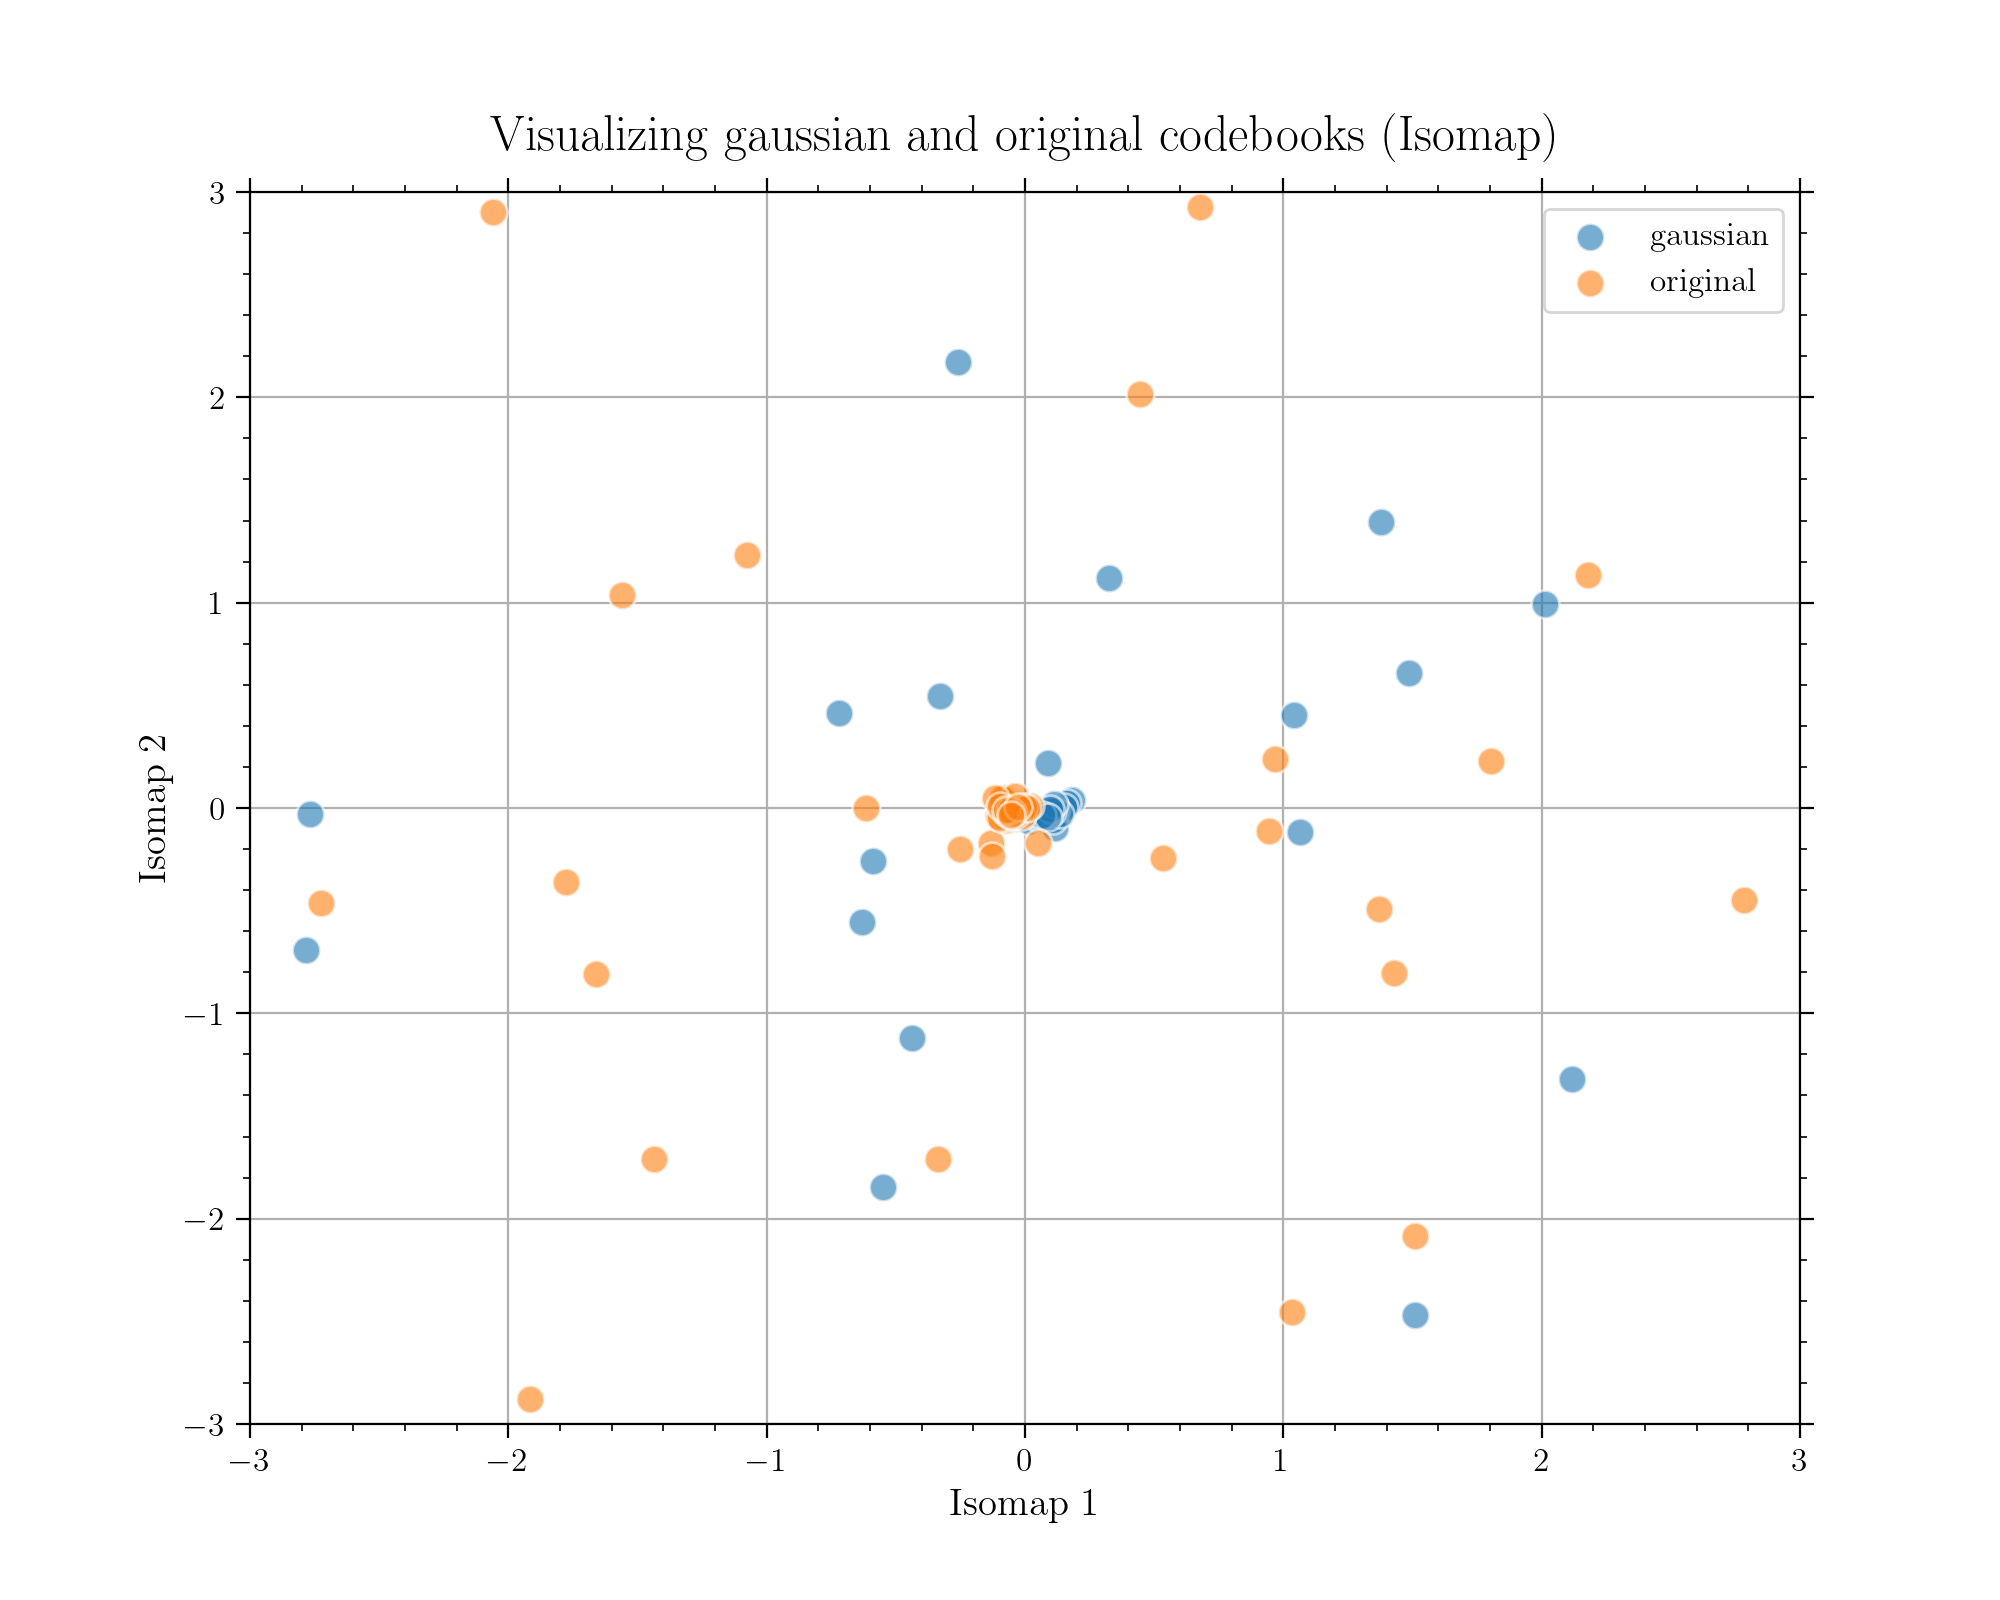 Visualizing gaussian and original codebooks (Isomap)
3
2
1
0
−1
−2
−3
Isomap 2
gaussian
original
−3 −2 −1 0 1 2 3
Isomap 1